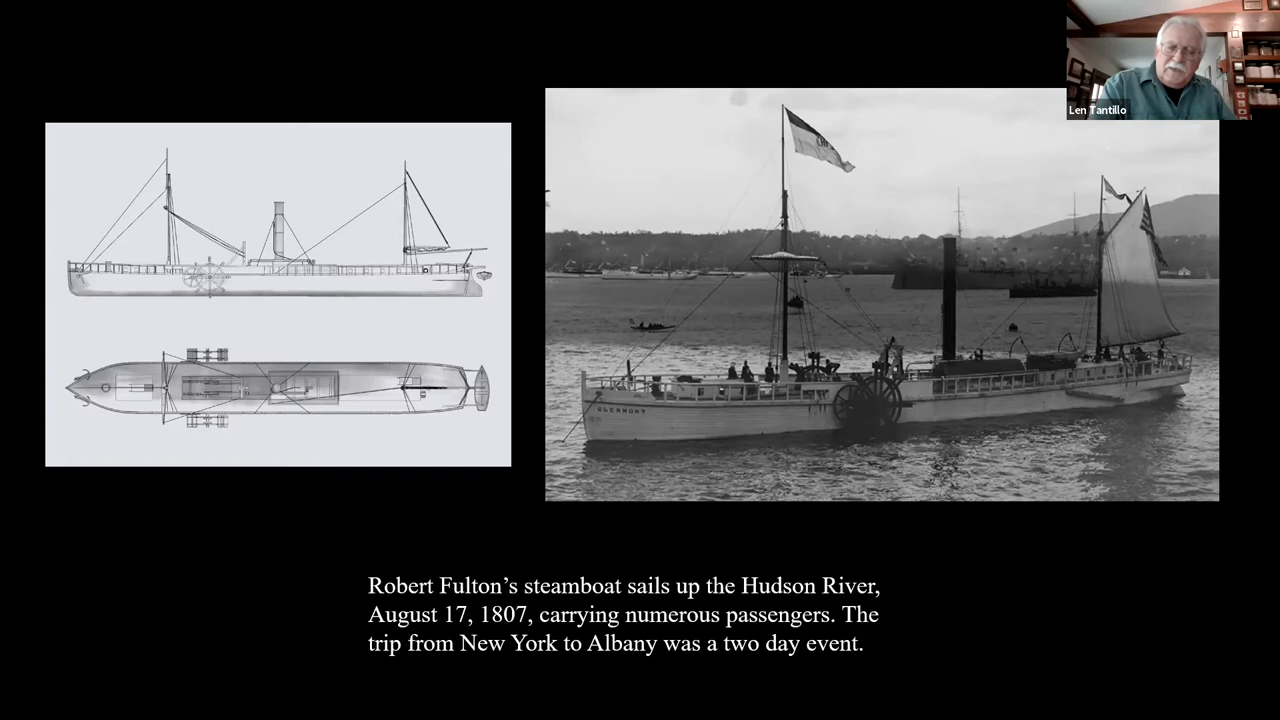 Len Tantillo
CLERMONT
Robert Fulton’s steamboat sails up the Hudson River,
August 17, 1807, carrying numerous passengers. The
trip from New York to Albany was a two day event.